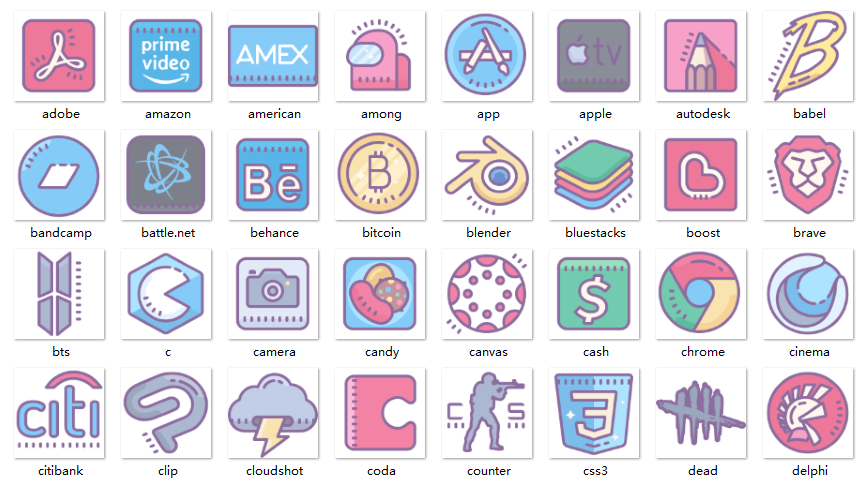 prime
video
AMEX
tv
adobe amazon american among app apple autodesk babel
B
Bē
bandcamp battle.net behance bitcoin blender bluestacks boost brave
$
bts c camera candy canvas cash chrome cinema
citi
C S
3
citibank clip cloudshot coda counter css3 dead delphi